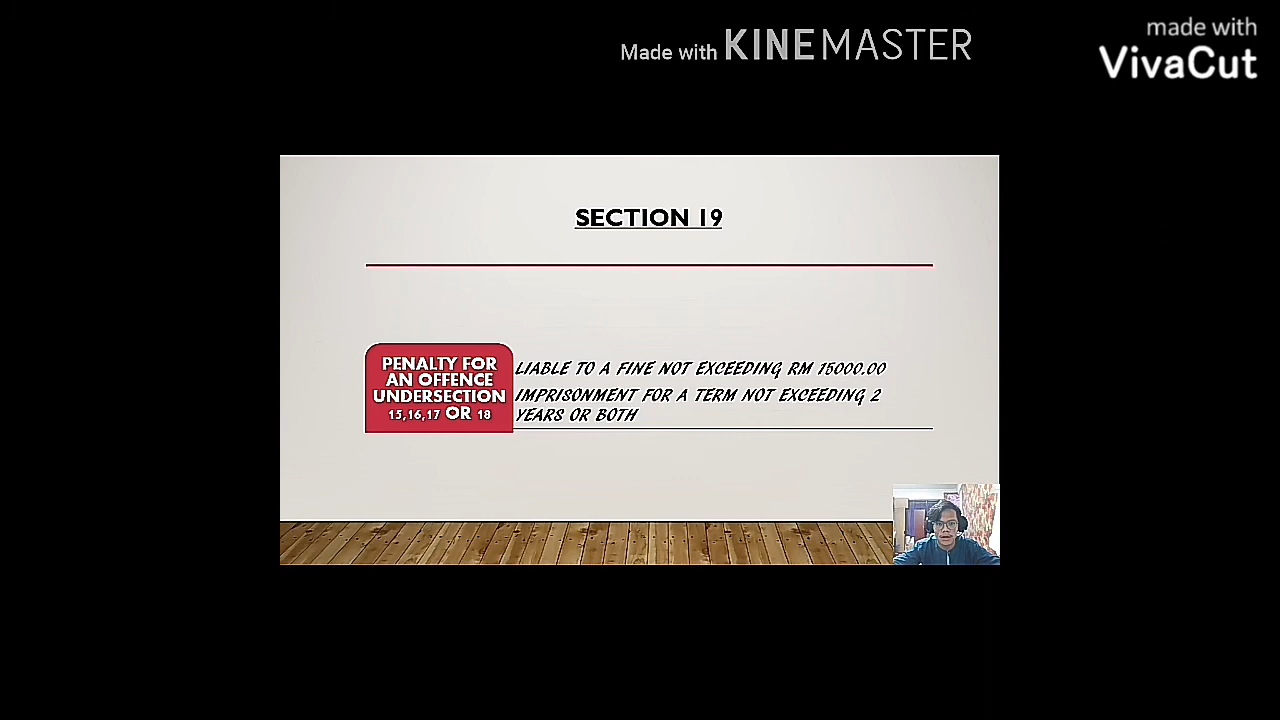 Made with KINEMASTER
made with
VivaCut
SECTION 19
PENALTY FOR
AN OFFENCE
UNDERSECTION
15,16,17 OR 18
LIABLE TO A FINE NOT EXCEEDING RM 15000.00
IMPRISONMENT FOR A TERM NOT EXCEEDING 2
YEARS OR BOTH